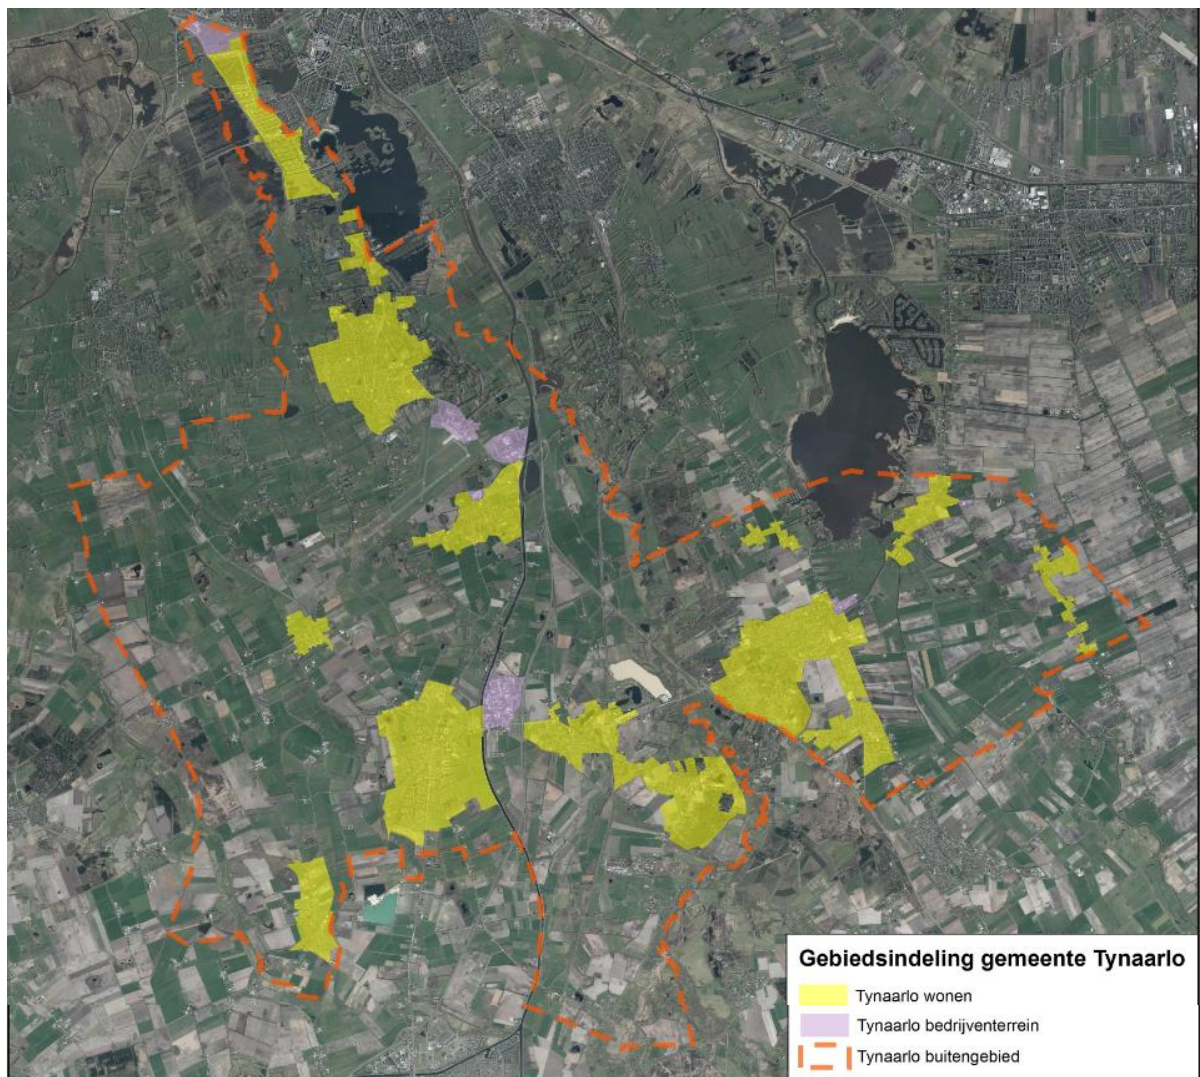 Gebiedsindeling gemeente Tynaarlo
Tynaarlo wonen
Tynaarlo bedrijventerrein
Tynaarlo buitengebied